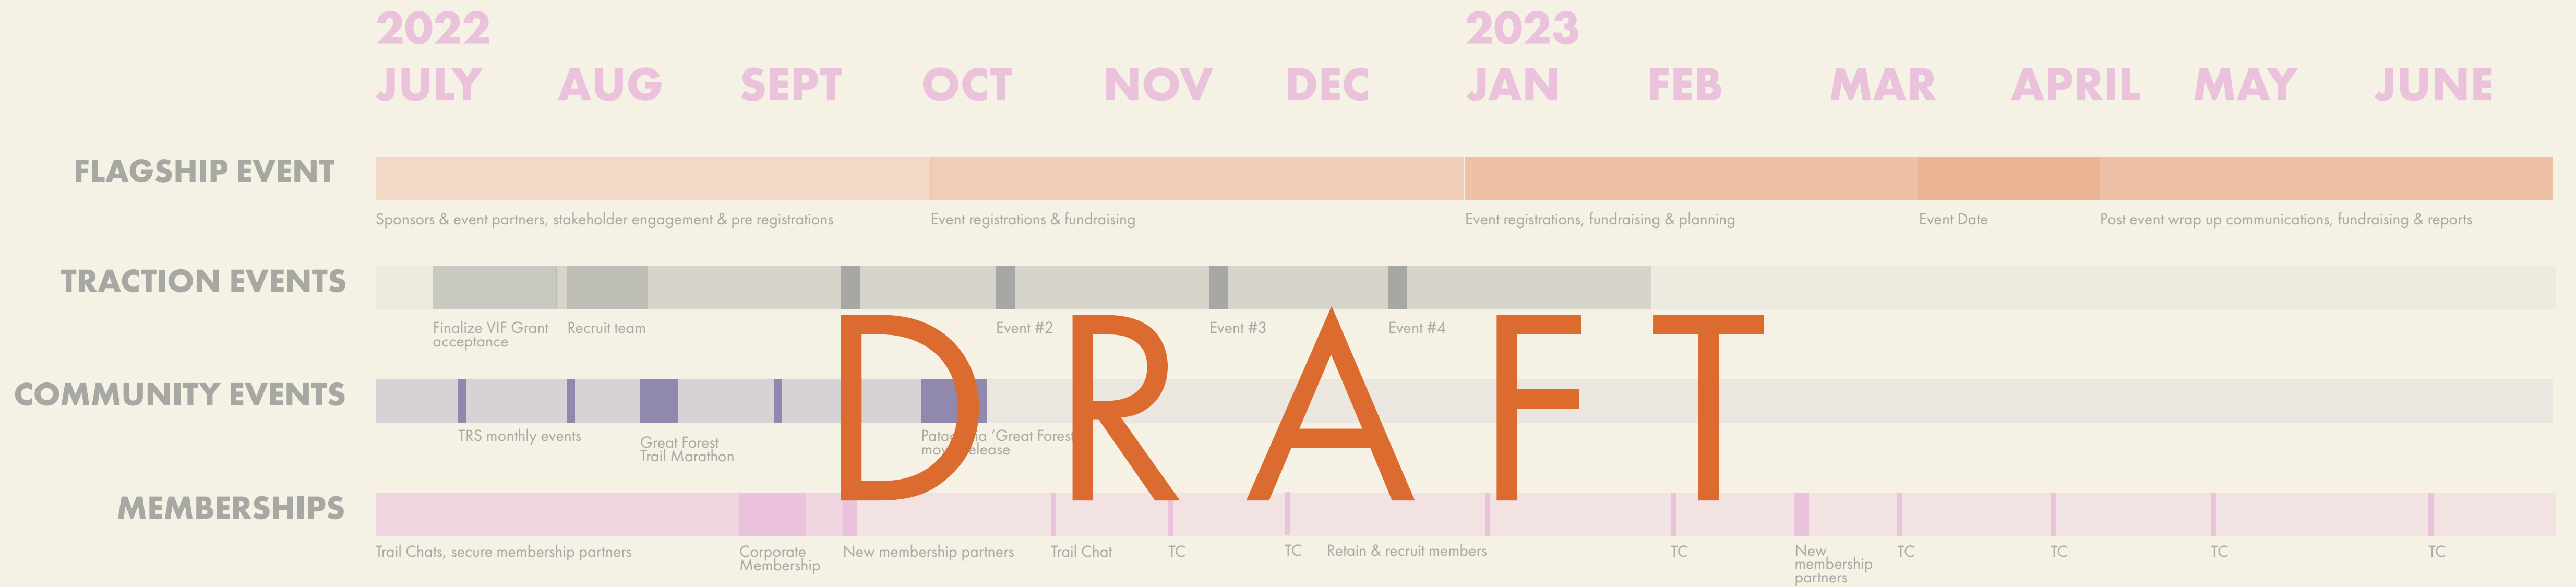 2022 2023
JULY AUG SEPT OCT NOV DEC JAN FEB MAR APRIL MAY JUNE
FLAGSHIP EVENT
Sponsors & event partners, stakeholder engagement & pre registrations Event registrations & fundraising Event registrations, fundraising & planning Event Date Post event wrap up communications, fundraising & reports
TRACTION EVENTS
Finalize VIF Grant
acceptance
Recruit team Event #2 Event #3 Event #4
DRAFT
COMMUNITY EVENTS
TRS monthly events
Great Forest
Trail Marathon
‘Great Forest
MEMBERSHIPS
Trail Chats, secure membership partners
Corporate
Membership
New membership partners Trail Chat TC TC Retain & recruit members TC
New
membership
partners
TC TC TC TC